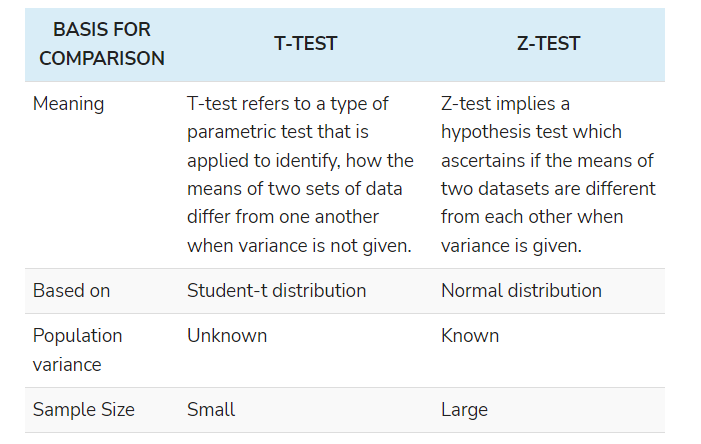 BASIS FOR
COMPARISON
T-TEST
Z-TEST
Meaning
T-test refers to a type of
parametric test that is
applied to identify, how the
means of two sets of data
differ from one another
when variance is not given.
Z-test implies a
hypothesis test which
ascertains if the means of
two datasets are different
from each other when
variance is given.
Based on
Student-t distribution
Normal distribution
Population
variance
Unknown
Known
Sample Size
Small
Large